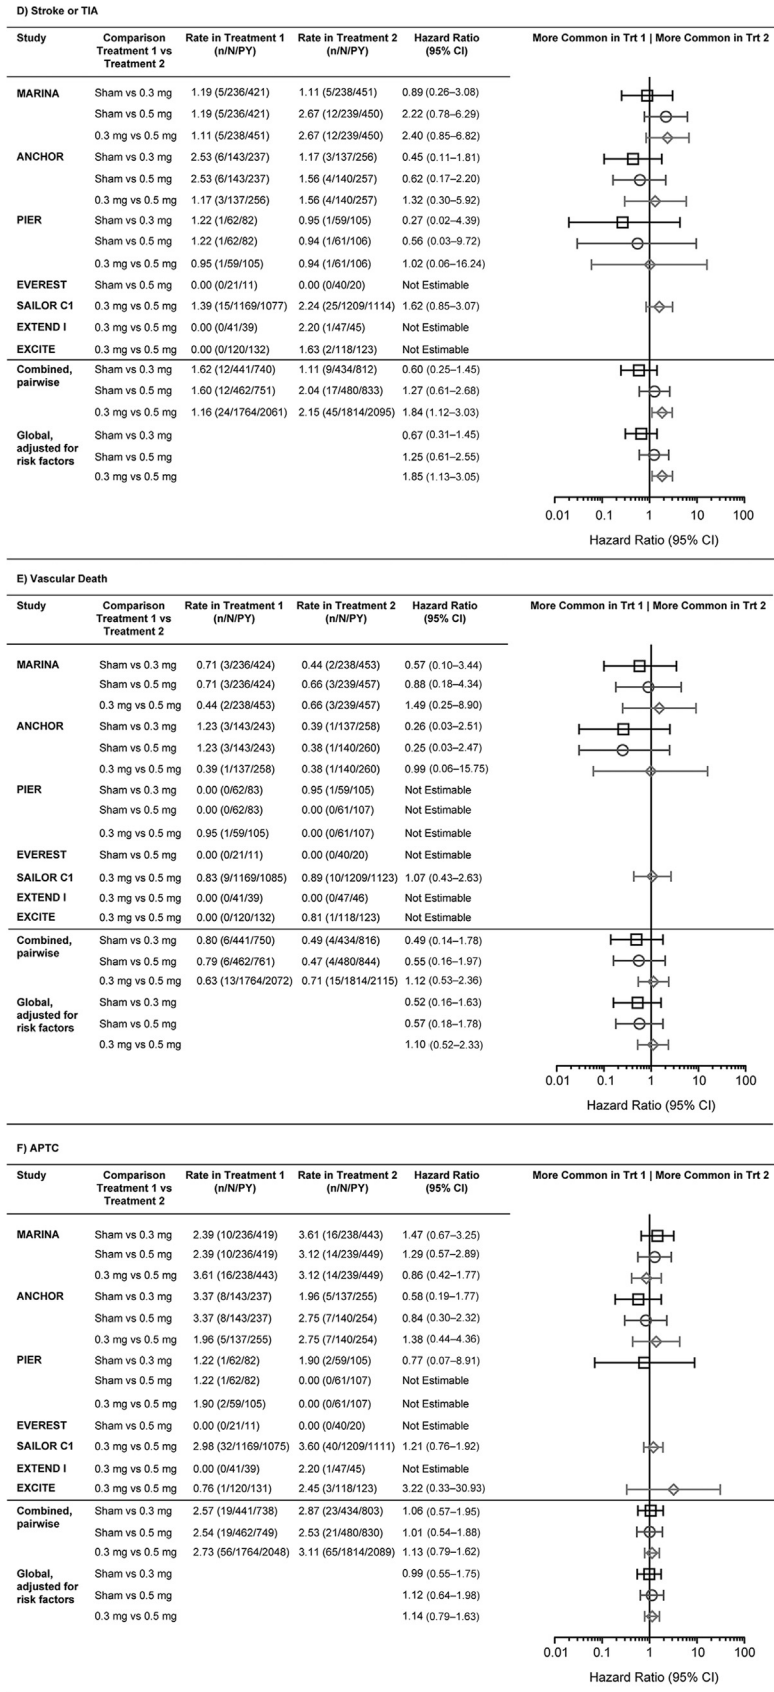 D) Stroke or TIA
Study Comparison Rate in Treatment 1 Rate in Treatment 2 Hazard Ratio More Common in Trt 1 | More Common in Trt 2
Treatment 1 vs (n/N/PY) (n/N/PY) (95% CI)
Treatment 2
MARINA Sham vs 0.3 mg 1.19 (5/236/421) 1.11 (5/238/451) 0.89 (0.26–3.08)
Sham vs 0.5 mg 1.19 (5/236/421) 2.67 (12/239/450) 2.22 (0.78–6.29)
0.3 mg vs 0.5 mg 1.11 (5/238/451) 2.67 (12/239/450) 2.40 (0.85–6.82)
ANCHOR Sham vs 0.3 mg 2.53 (6/143/237) 1.17 (3/137/256) 0.45 (0.11–1.81)
Sham vs 0.5 mg 2.53 (6/143/237) 1.56 (4/140/257) 0.62 (0.17–2.20)
0.3 mg vs 0.5 mg 1.17 (3/137/256) 1.56 (4/140/257) 1.32 (0.30–5.92)
PIER Sham vs 0.3 mg 1.22 (1/62/82) 0.95 (1/59/105) 0.27 (0.02–4.39)
Sham vs 0.5 mg 1.22 (1/62/82) 0.94 (1/61/106) 0.56 (0.03–9.72)
0.3 mg vs 0.5 mg 0.95 (1/59/105) 0.94 (1/61/106) 1.02 (0.06–16.24)
EVEREST Sham vs 0.5 mg 0.00 (0/21/11) 0.00 (0/40/20) Not Estimable
SAILOR C1 0.3 mg vs 0.5 mg 1.39 (15/1169/1077) 2.24 (25/1209/1114) 1.62 (0.85–3.07)
EXTEND I 0.3 mg vs 0.5 mg 0.00 (0/41/39) 2.20 (1/47/45) Not Estimable
EXCITE 0.3 mg vs 0.5 mg 0.00 (0/120/132) 1.63 (2/118/123) Not Estimable
Combined, Sham vs 0.3 mg 1.62 (12/441/740) 1.11 (9/434/812) 0.60 (0.25–1.45)
pairwise Sham vs 0.5 mg 1.60 (12/462/751) 2.04 (17/480/833) 1.27 (0.61–2.68)
0.3 mg vs 0.5 mg 1.16 (24/1764/2061) 2.15 (45/1814/2095) 1.84 (1.12–3.03)
Global, Sham vs 0.3 mg 0.67 (0.31–1.45)
adjusted for Sham vs 0.5 mg 1.25 (0.61–2.55)
risk factors 0.3 mg vs 0.5 mg 1.85 (1.13–3.05)
0.01 0.1 1 10 100
Hazard Ratio (95% CI)
E) Vascular Death
Study Comparison Rate in Treatment 1 Rate in Treatment 2 Hazard Ratio More Common in Trt 1 | More Common in Trt 2
Treatment 1 vs (n/N/PY) (n/N/PY) (95% CI)
Treatment 2
MARINA Sham vs 0.3 mg 0.71 (3/236/424) 0.44 (2/238/453) 0.57 (0.10–3.44)
Sham vs 0.5 mg 0.71 (3/236/424) 0.66 (3/239/457) 0.88 (0.18–4.34)
0.3 mg vs 0.5 mg 0.44 (2/238/453) 0.66 (3/239/457) 1.49 (0.25–8.90)
ANCHOR Sham vs 0.3 mg 1.23 (3/143/243) 0.39 (1/137/258) 0.26 (0.03–2.51)
Sham vs 0.5 mg 1.23 (3/143/243) 0.38 (1/140/260) 0.25 (0.03–2.47)
0.3 mg vs 0.5 mg 0.39 (1/137/258) 0.38 (1/140/260) 0.99 (0.06–15.75)
PIER Sham vs 0.3 mg 0.00 (0/62/83) 0.95 (1/59/105) Not Estimable
Sham vs 0.5 mg 0.00 (0/62/83) 0.00 (0/61/107) Not Estimable
0.3 mg vs 0.5 mg 0.95 (1/59/105) 0.00 (0/61/107) Not Estimable
EVEREST Sham vs 0.5 mg 0.00 (0/21/11) 0.00 (0/40/20) Not Estimable
SAILOR C1 0.3 mg vs 0.5 mg 0.83 (9/1169/1085) 0.89 (10/1209/1123) 1.07 (0.43–2.63)
EXTEND I 0.3 mg vs 0.5 mg 0.00 (0/41/39) 0.00 (0/47/46) Not Estimable
EXCITE 0.3 mg vs 0.5 mg 0.00 (0/120/132) 0.81 (1/118/123) Not Estimable
Combined, Sham vs 0.3 mg 0.80 (6/441/750) 0.49 (4/434/816) 0.49 (0.14–1.78)
pairwise Sham vs 0.5 mg 0.79 (6/462/761) 0.47 (4/480/844) 0.55 (0.16–1.97)
0.3 mg vs 0.5 mg 0.63 (13/1764/2072) 0.71 (15/1814/2115) 1.12 (0.53–2.36)
Global, Sham vs 0.3 mg 0.52 (0.16–1.63)
adjusted for Sham vs 0.5 mg 0.57 (0.18–1.78)
risk factors 0.3 mg vs 0.5 mg 1.10 (0.52–2.33)
0.01 0.1 1 10 100
Hazard Ratio (95% CI)
F) APTC
Study Comparison Rate in Treatment 1 Rate in Treatment 2 Hazard Ratio More Common in Trt 1 | More Common in Trt 2
Treatment 1 vs (n/N/PY) (n/N/PY) (95% CI)
Treatment 2
MARINA Sham vs 0.3 mg 2.39 (10/236/419) 3.61 (16/238/443) 1.47 (0.67–3.25)
Sham vs 0.5 mg 2.39 (10/236/419) 3.12 (14/239/449) 1.29 (0.57–2.89)
0.3 mg vs 0.5 mg 3.61 (16/238/443) 3.12 (14/239/449) 0.86 (0.42–1.77)
ANCHOR Sham vs 0.3 mg 3.37 (8/143/237) 1.96 (5/137/255) 0.58 (0.19–1.77)
Sham vs 0.5 mg 3.37 (8/143/237) 2.75 (7/140/254) 0.84 (0.30–2.32)
0.3 mg vs 0.5 mg 1.96 (5/137/255) 2.75 (7/140/254) 1.38 (0.44–4.36)
PIER Sham vs 0.3 mg 1.22 (1/62/82) 1.90 (2/59/105) 0.77 (0.07–8.91)
Sham vs 0.5 mg 1.22 (1/62/82) 0.00 (0/61/107) Not Estimable
0.3 mg vs 0.5 mg 1.90 (2/59/105) 0.00 (0/61/107) Not Estimable
EVEREST Sham vs 0.5 mg 0.00 (0/21/11) 0.00 (0/40/20) Not Estimable
SAILOR C1 0.3 mg vs 0.5 mg 2.98 (32/1169/1075) 3.60 (40/1209/1111) 1.21 (0.76–1.92)
EXTEND I 0.3 mg vs 0.5 mg 0.00 (0/41/39) 2.20 (1/47/45) Not Estimable
EXCITE 0.3 mg vs 0.5 mg 0.76 (1/120/131) 2.45 (3/118/123) 3.22 (0.33–30.93)
Combined, Sham vs 0.3 mg 2.57 (19/441/738) 2.87 (23/434/803) 1.06 (0.57–1.95)
pairwise Sham vs 0.5 mg 2.54 (19/462/749) 2.53 (21/480/830) 1.01 (0.54–1.88)
0.3 mg vs 0.5 mg 2.73 (56/1764/2048) 3.11 (65/1814/2089) 1.13 (0.79–1.62)
Global, Sham vs 0.3 mg 0.99 (0.55–1.75)
adjusted for Sham vs 0.5 mg 1.12 (0.64–1.98)
risk factors 0.3 mg vs 0.5 mg 1.14 (0.79–1.63)
0.01 0.1 1 10 100
Hazard Ratio (95% CI)